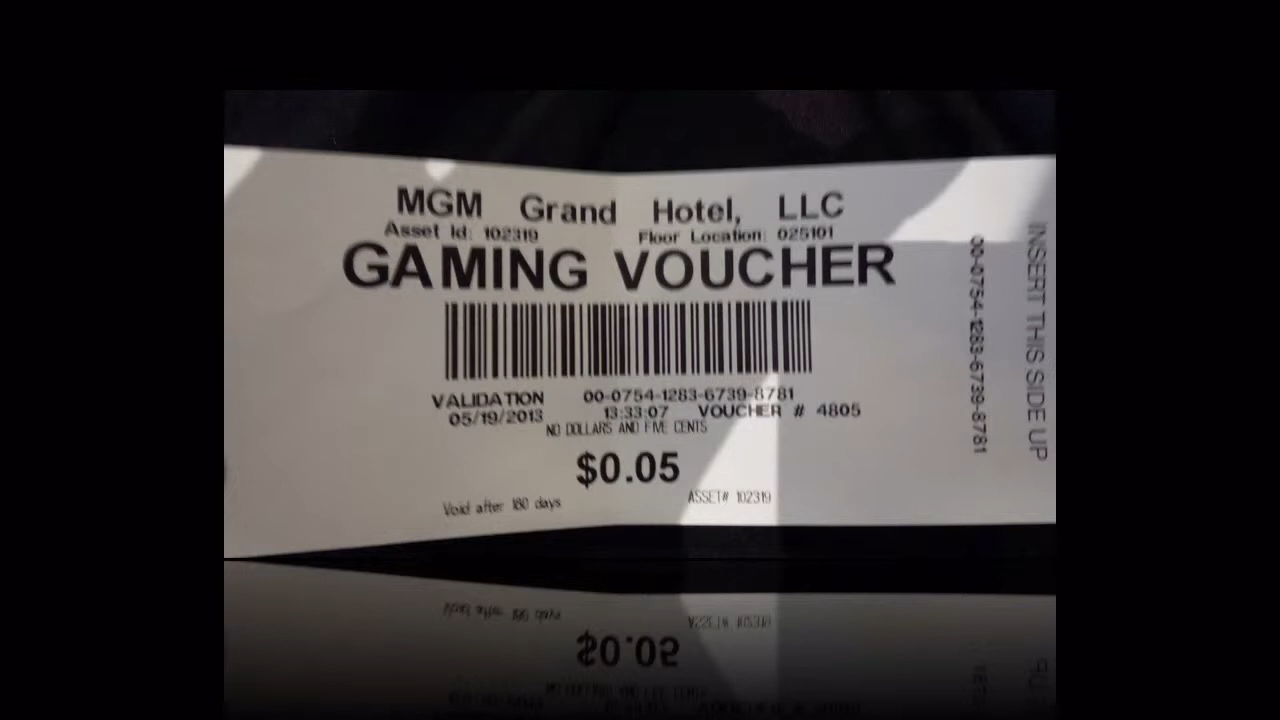 MGM Grand Hotel, LLC
Asset Id: 102319 Floor Location: 025101
GAMING VOUCHER
VALIDATION 00-0754-1283-6739-8781
05/19/2013 13:33:07 VOUCHER # 4805
NO DOLLARS AND FIVE CENTS
$0.05
Void after 180 days ASSET# 102319
00-0754-1283-6739-8781
INSERT THIS SIDE UP